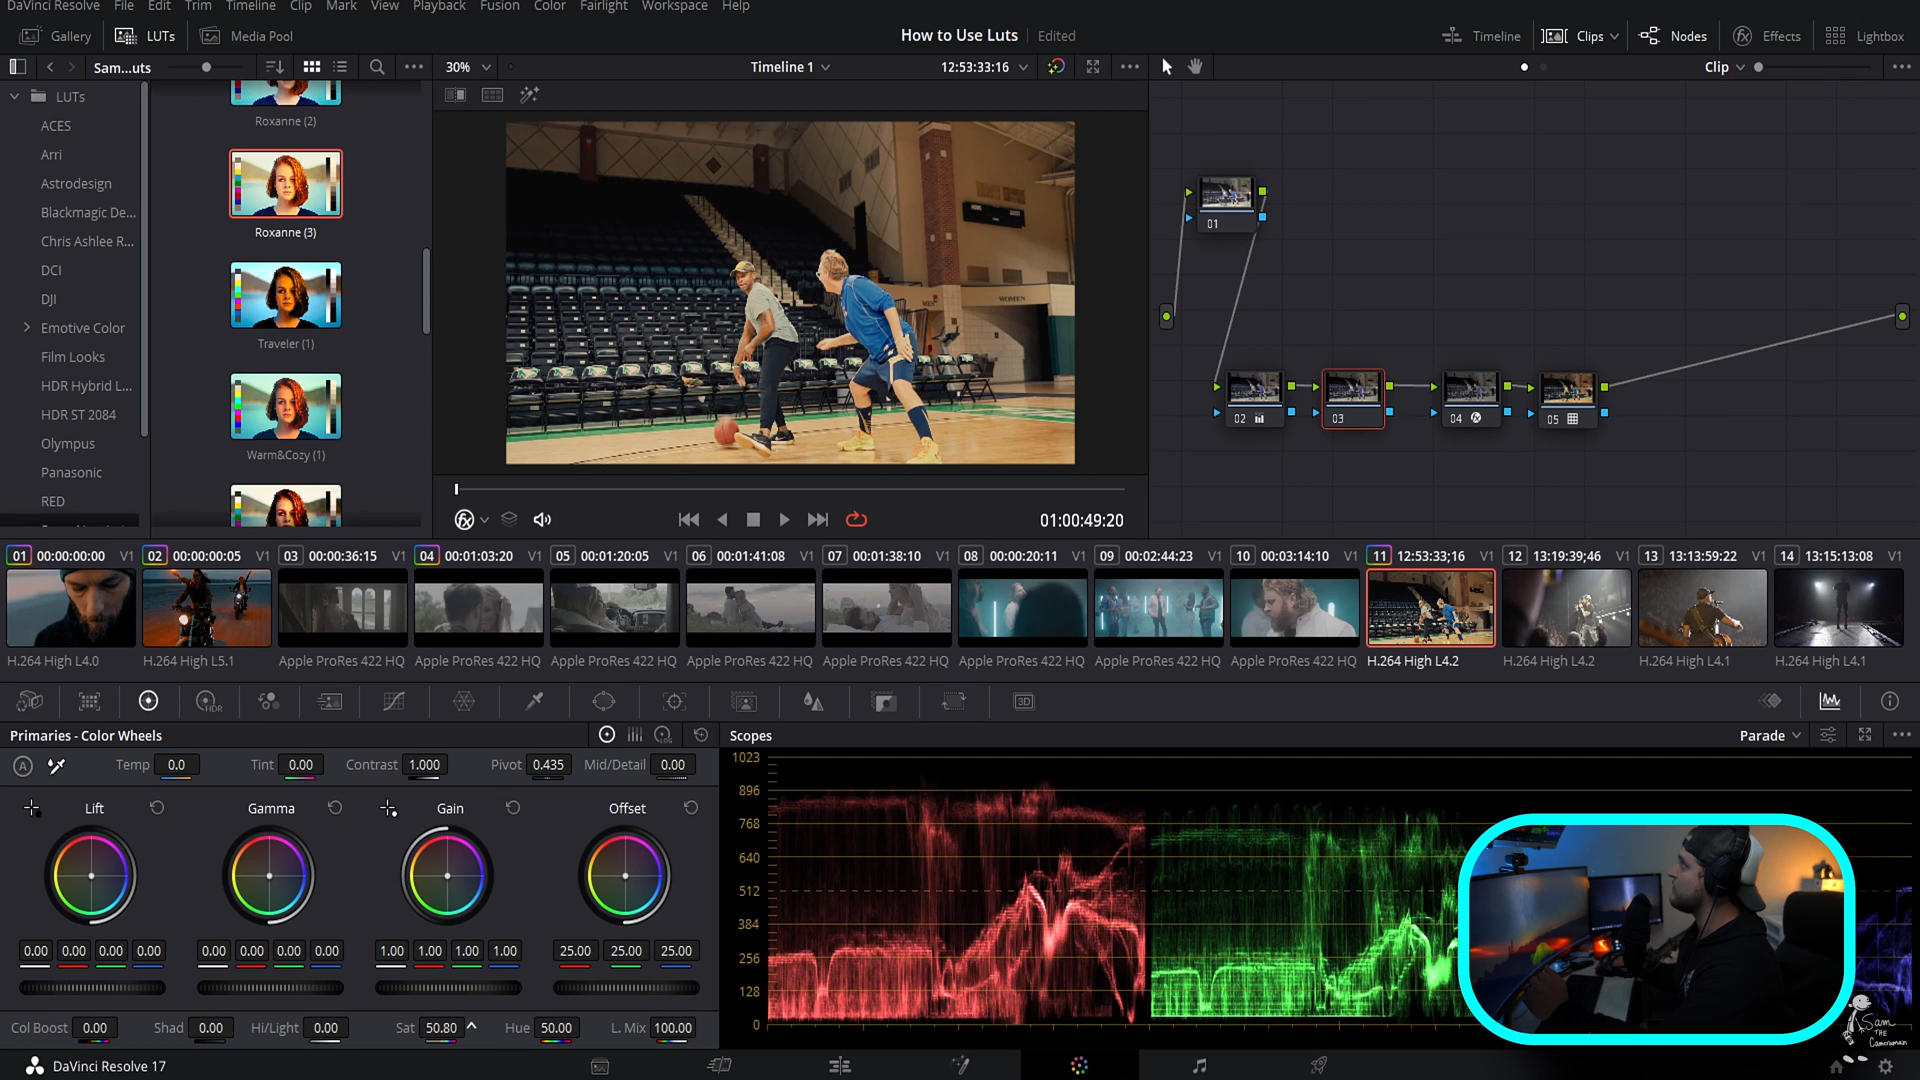 DaVinci Resolve File Edit Trim Timeline Clip Mark View Playback Fusion Color Fairlight Workspace Help
Gallery LUTs Media Pool How to Use Luts Edited Timeline Clips Nodes Effects Lightbox
Sam...uts 30% Timeline 1 12:53:33:16 Clip
LUTs
ACES
Arri
Astrodesign
Blackmagic De...
Chris Ashlee R...
DCI
DJI
Emotive Color
Film Looks
HDR Hybrid L...
HDR ST 2084
Olympus
Panasonic
RED
Roxanne (2)
Roxanne (3)
Traveler (1)
Warm&Cozy (1)
WOMEN
MEN
01
02 03 04 05
01:00:49:20
01 00:00:00:00 V1 02 00:00:00:05 V1 03 00:00:36:15 V1 04 00:01:03:20 V1 05 00:01:20:05 V1 06 00:01:41:08 V1 07 00:01:38:10 V1 08 00:00:20:11 V1 09 00:02:44:23 V1 10 00:03:14:10 V1 11 12:53:33;16 V1 12 13:19:39;46 V1 13 13:13:59:22 V1 14 13:15:13:08 V1
H.264 High L4.0 H.264 High L5.1 Apple ProRes 422 HQ Apple ProRes 422 HQ Apple ProRes 422 HQ Apple ProRes 422 HQ Apple ProRes 422 HQ Apple ProRes 422 HQ Apple ProRes 422 HQ Apple ProRes 422 HQ H.264 High L4.2 H.264 High L4.2 H.264 High L4.1 H.264 High L4.1
HDR 3D
Primaries - Color Wheels LOG
A Temp 0.0 Tint 0.00 Contrast 1.000 Pivot 0.435 Mid/Detail 0.00
Lift Gamma Gain Offset
0.00 0.00 0.00 0.00 0.00 0.00 0.00 0.00 1.00 1.00 1.00 1.00 25.00 25.00 25.00
Col Boost 0.00 Shad 0.00 Hi/Light 0.00 Sat 50.80 Hue 50.00 L. Mix 100.00
Scopes Parade
1023
896
768
640
512
384
256
128
0
Sam
THE
Cameraman
DaVinci Resolve 17